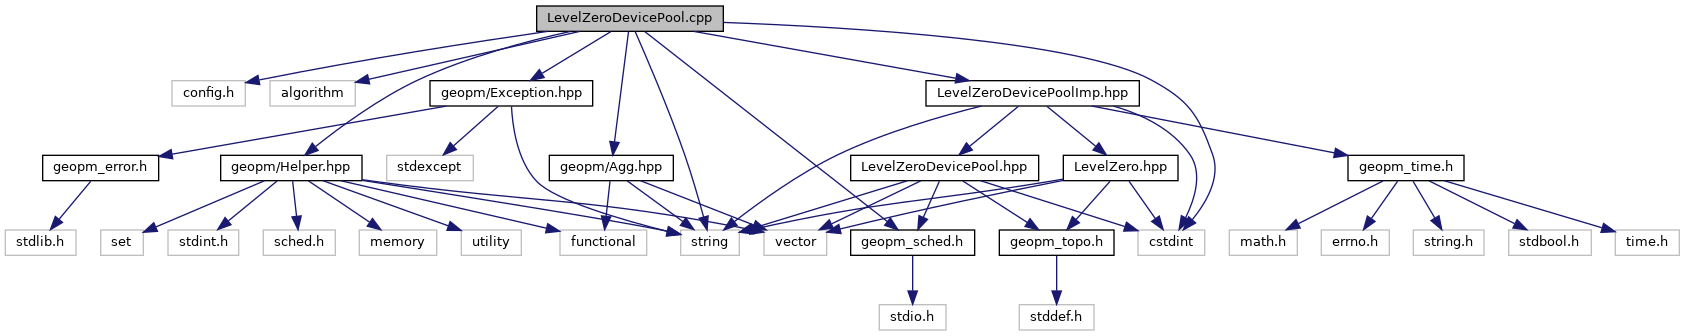 LevelZeroDevicePool.cpp
config.h
algorithm
geopm/Exception.hpp
LevelZeroDevicePoolImp.hpp
geopm_error.h
geopm/Helper.hpp
stdexcept
geopm/Agg.hpp
LevelZeroDevicePool.hpp
LevelZero.hpp
geopm_time.h
stdlib.h
set
stdint.h
sched.h
memory
utility
functional
string
vector
geopm_sched.h
geopm_topo.h
cstdint
math.h
errno.h
string.h
stdbool.h
time.h
stdio.h
stddef.h